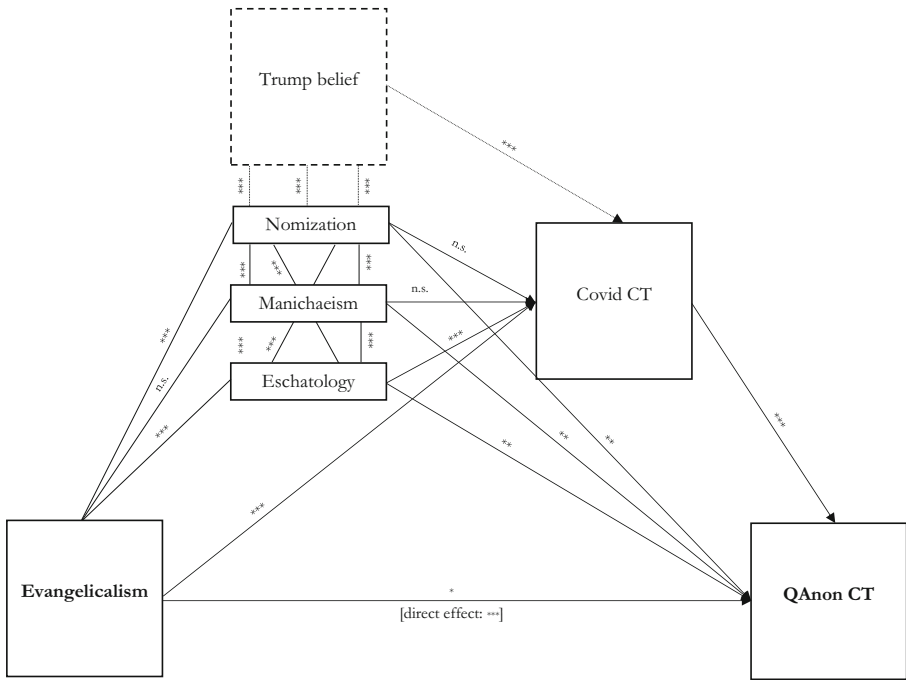 Trump belief
***
***
***
***
Nomization
n.s.
***
***
***
Manichaeism
n.s.
Covid CT
***
***
***
***
***
n.s.
Eschatology
***
***
**
**
**
***
Evangelicalism
*
[direct effect: ***]
QAnon CT